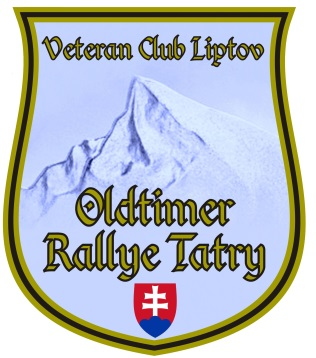 Veteran Club Liptov
Oldtimer
Rallye Tatry